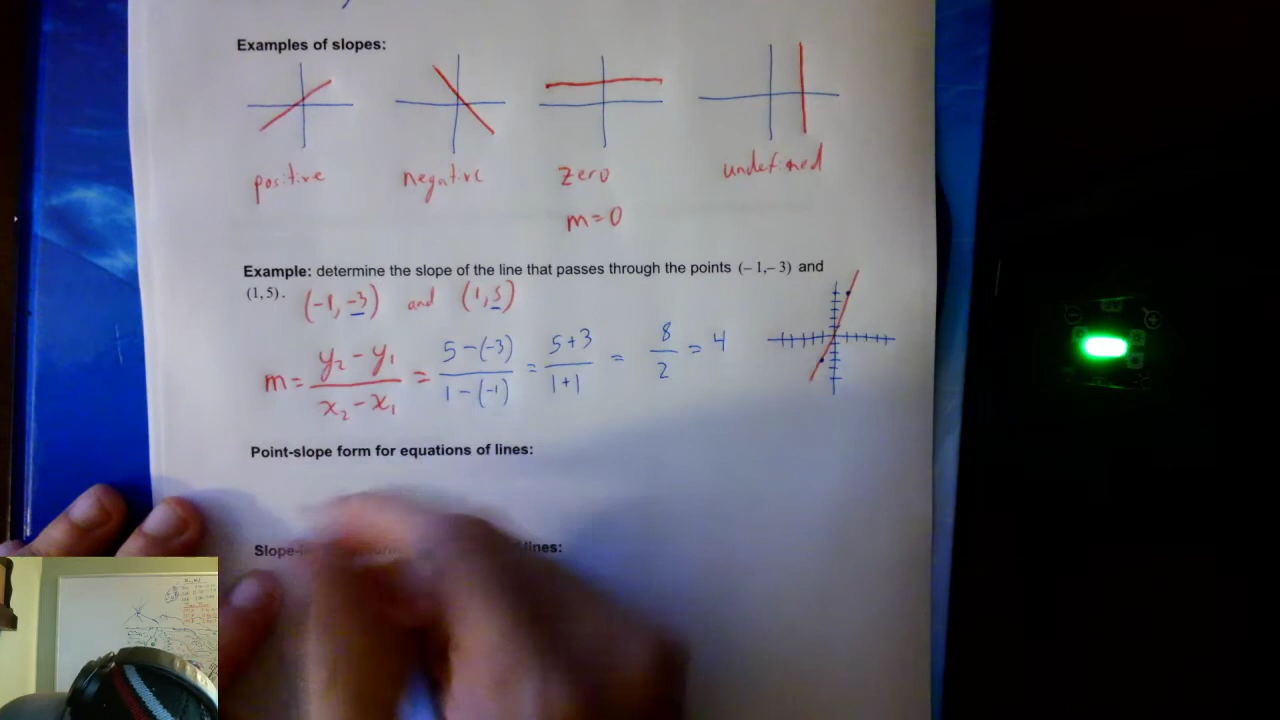 Examples of slopes:
positive negative zero undefined
m=0
Example: determine the slope of the line that passes through the points (−1,−3) and
(1,5). (-1, -3) and (1, 5)
m = y₂ - y₁ / x₂ - x₁ = 5-(-3) / 1-(-1) = 5+3 / 1+1 = 8/2 = 4
Point-slope form for equations of lines:
Slope- lines: